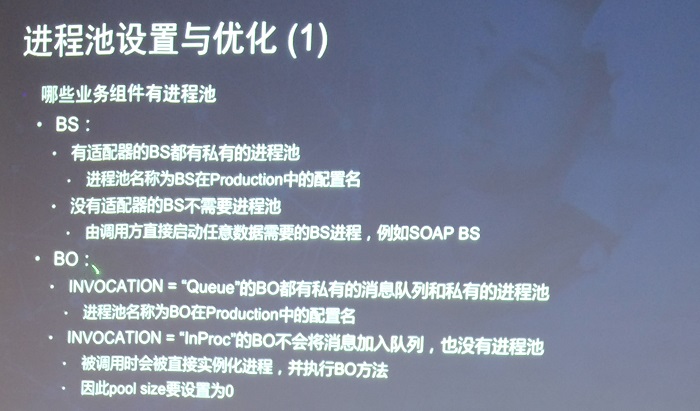 进程池设置与优化 (1)
哪些业务组件有进程池
• BS：
• 有适配器的BS都有私有的进程池
• 进程池名称为BS在Production中的配置名
• 没有适配器的BS不需要进程池
• 由调用方直接启动任意数据需要的BS进程，例如SOAP BS
• BO：
• INVOCATION = “Queue”的BO都有私有的消息队列和私有的进程池
• 进程池名称为BO在Production中的配置名
• INVOCATION = “InProc”的BO不会将消息加入队列，也没有进程池
• 被调用时会被直接实例化进程，并执行BO方法
• 因此pool size要设置为0